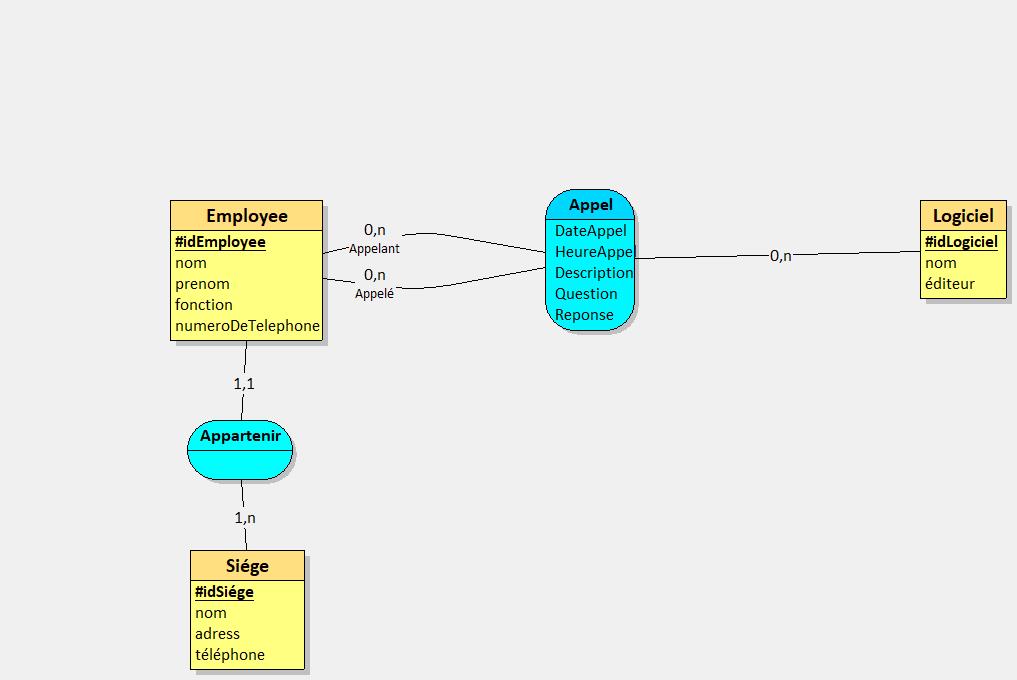 Employee
#idEmployee
nom
prenom
fonction
numeroDeTelephone
0,n
Appelant
0,n
Appelé
Appel
DateAppel
HeureAppel
Description
Question
Reponse
0,n
Logiciel
#idLogiciel
nom
éditeur
1,1
Appartenir
1,n
Siége
#idSiége
nom
adress
téléphone